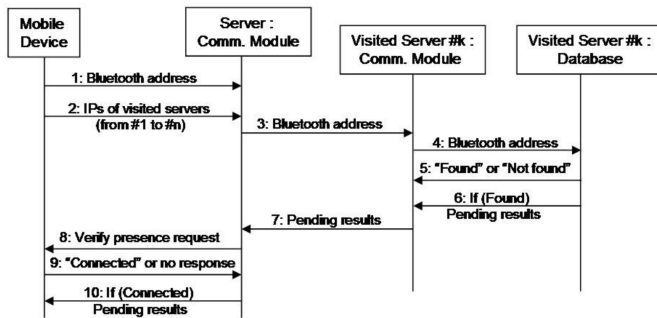 Mobile
Device
Server :
Comm. Module
Visited Server #k :
Comm. Module
Visited Server #k :
Database
1: Bluetooth address
2: IPs of visited servers
(from #1 to #n)
3: Bluetooth address
4: Bluetooth address
5: “Found” or “Not found”
6: If (Found)
Pending results
7: Pending results
8: Verify presence request
9: “Connected” or no response
10: If (Connected)
Pending results